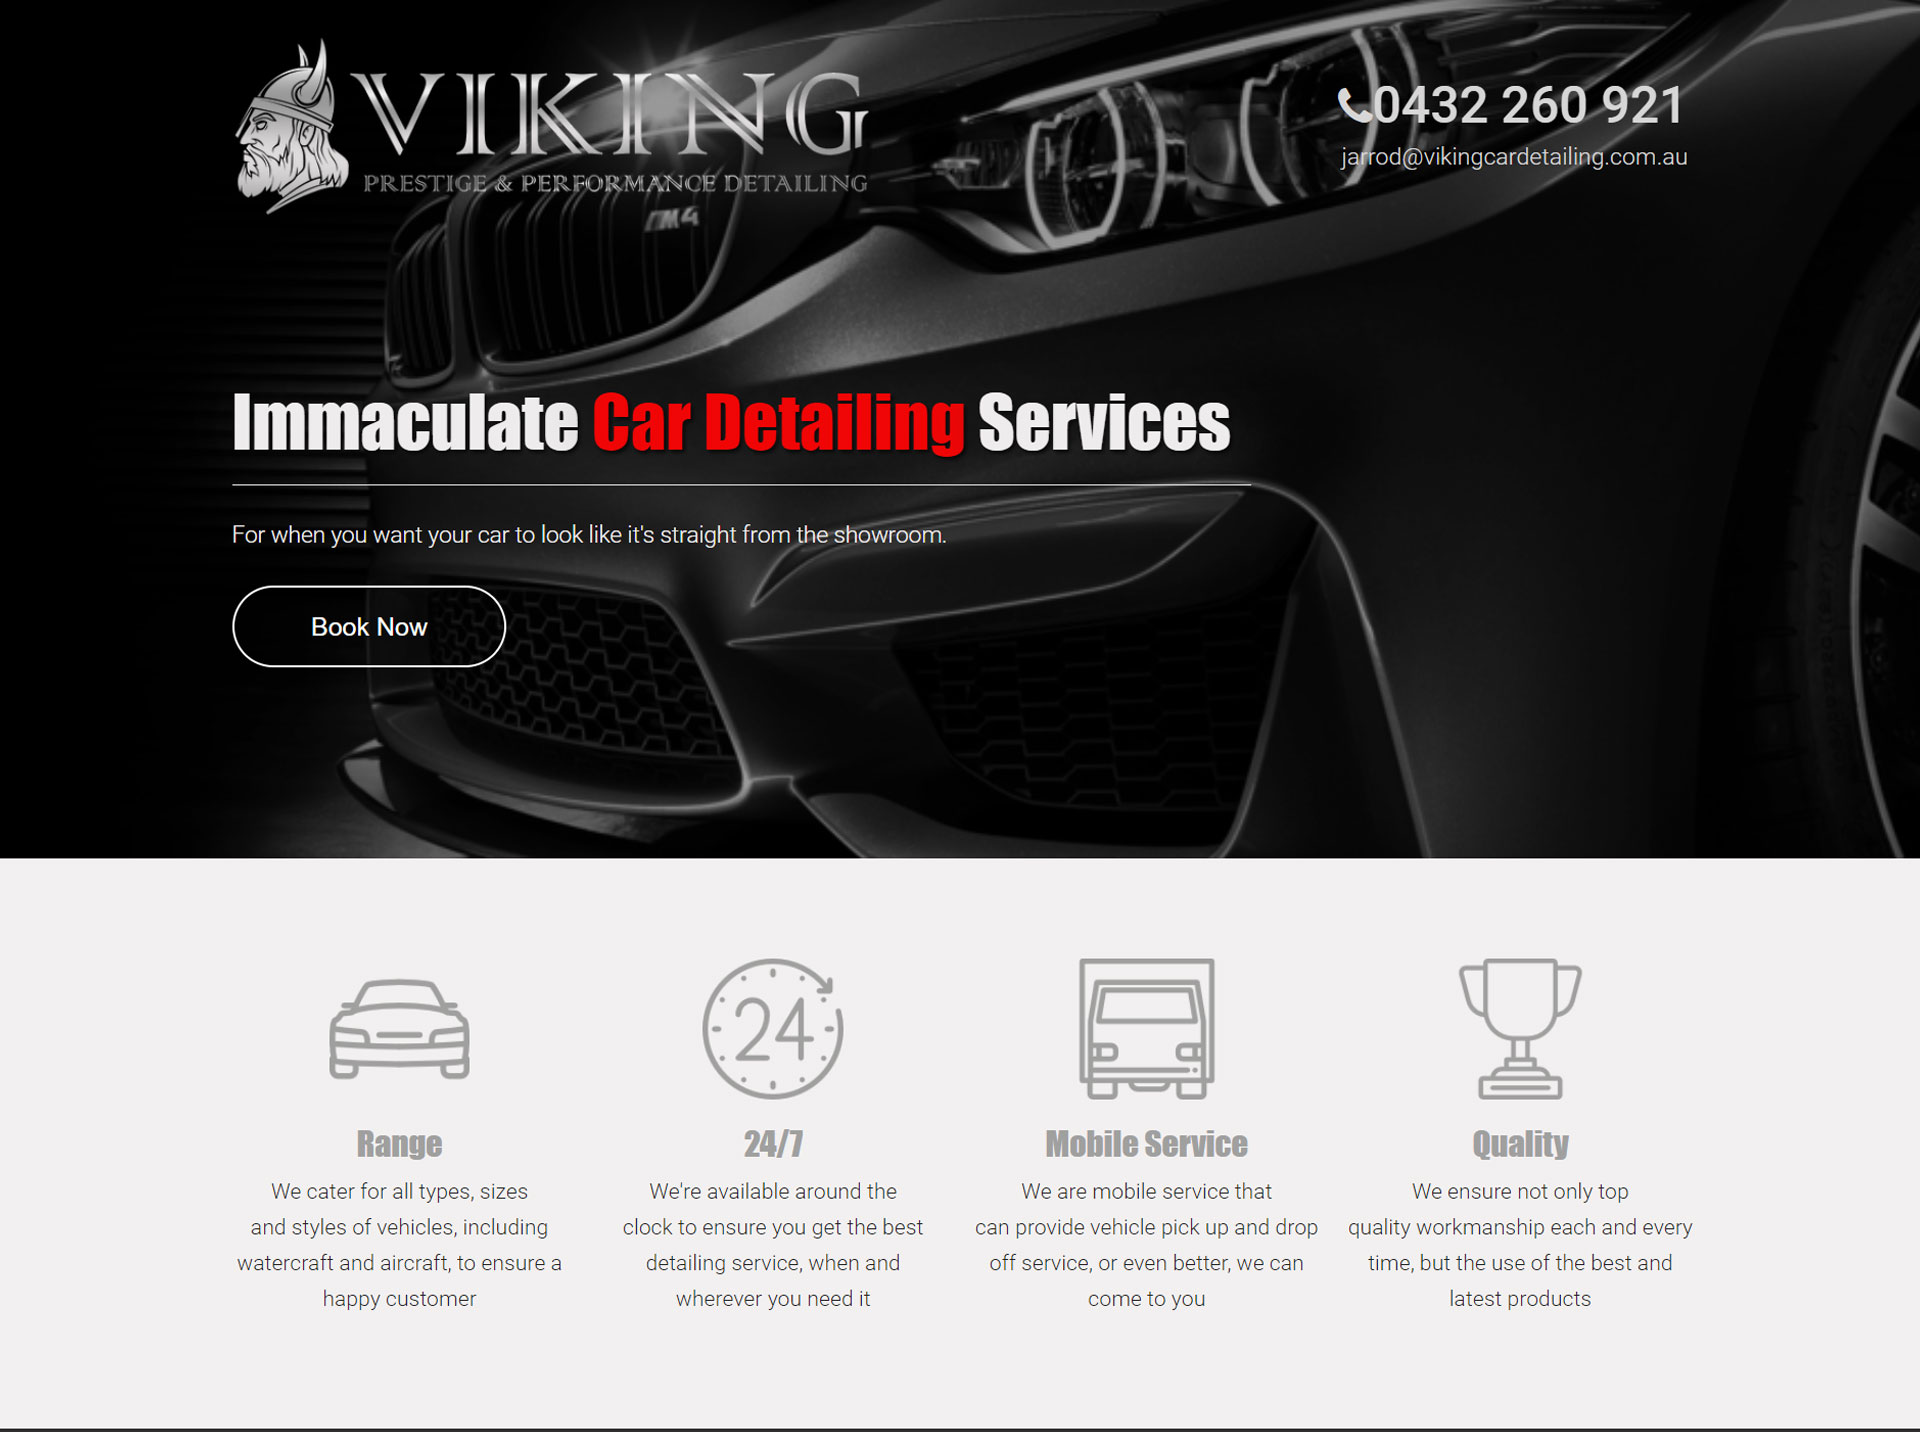 VIKING
PRESTIGE & PERFORMANCE DETAILING
0432 260 921
jarrod@vikingcardetailing.com.au
M4
Immaculate Car Detailing Services
For when you want your car to look like it's straight from the showroom.
Book Now
24
Range
We cater for all types, sizes
and styles of vehicles, including
watercraft and aircraft, to ensure a
happy customer
24/7
We're available around the
clock to ensure you get the best
detailing service, when and
wherever you need it
Mobile Service
We are mobile service that
can provide vehicle pick up and drop
off service, or even better, we can
come to you
Quality
We ensure not only top
quality workmanship each and every
time, but the use of the best and
latest products